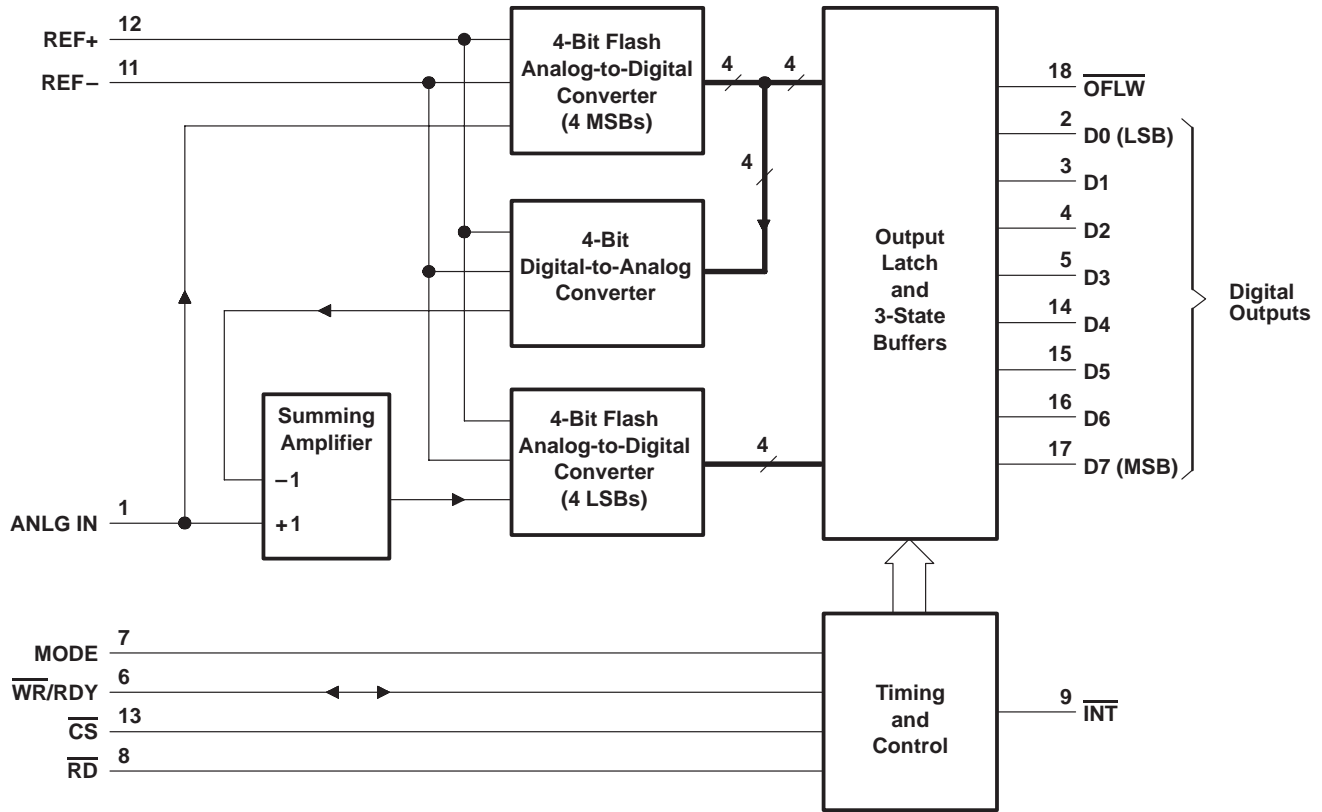 REF+
12
REF–
11
4-Bit Flash
Analog-to-Digital
Converter
(4 MSBs)
4
4
4
4-Bit
Digital-to-Analog
Converter
Summing
Amplifier
–1
+1
ANLG IN
1
4-Bit Flash
Analog-to-Digital
Converter
(4 LSBs)
4
Output
Latch
and
3-State
Buffers
18
OFLW
2
D0 (LSB)
3
D1
4
D2
5
D3
14
D4
15
D5
16
D6
17
D7 (MSB)
Digital
Outputs
MODE
7
WR/RDY
6
CS
13
RD
8
Timing
and
Control
9
INT